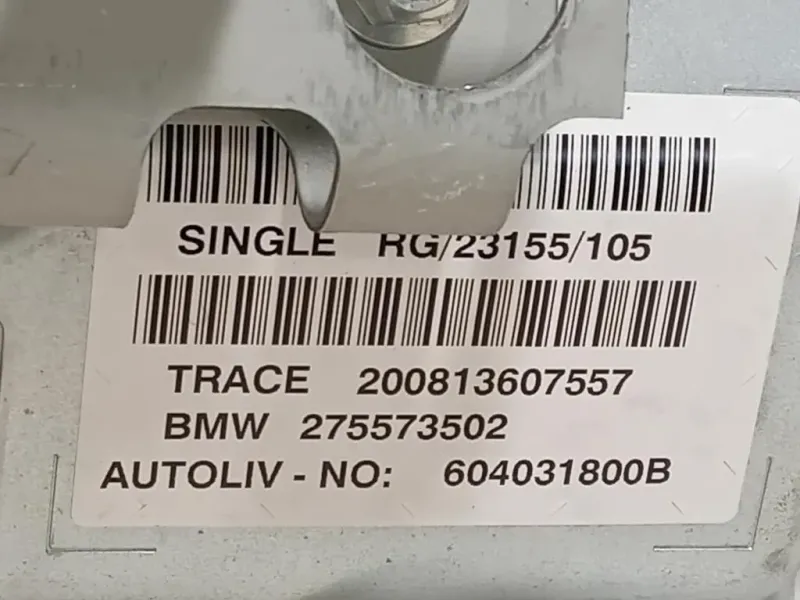 SINGLE RG/23155/105
TRACE 200813607557
BMW 275573502
AUTOLIV - NO: 604031800B